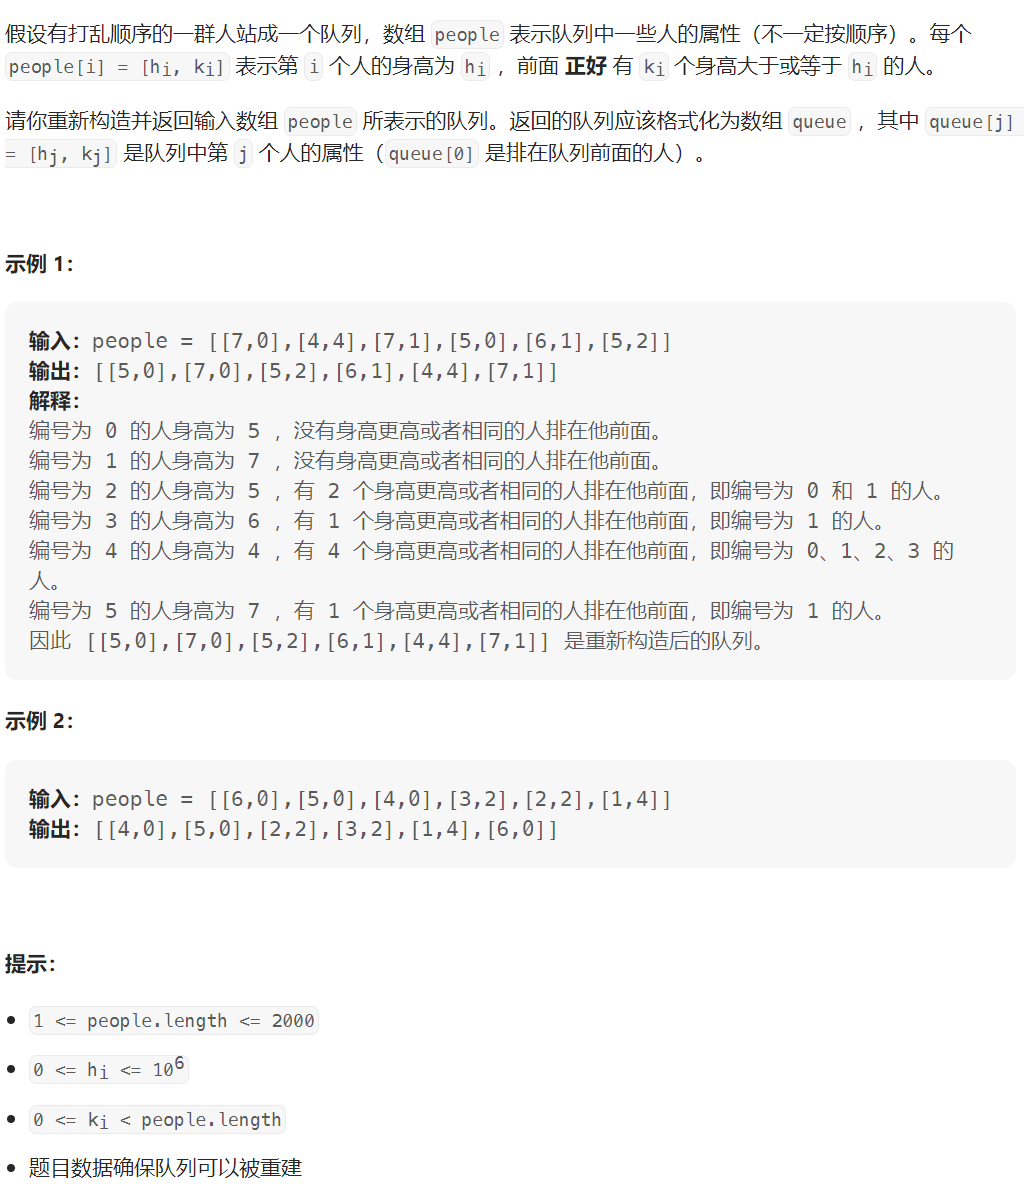 假设有打乱顺序的一群人站成一个队列，数组 people 表示队列中一些人的属性（不一定按顺序）。每个
people[i] = [hi, ki] 表示第 i 个人的身高为 hi ，前面 正好 有 ki 个身高大于或等于 hi 的人。
请你重新构造并返回输入数组 people 所表示的队列。返回的队列应该格式化为数组 queue ，其中 queue[j]
= [hj, kj] 是队列中第 j 个人的属性（queue[0] 是排在队列前面的人）。
示例 1：
输入：people = [[7,0],[4,4],[7,1],[5,0],[6,1],[5,2]]
输出：[[5,0],[7,0],[5,2],[6,1],[4,4],[7,1]]
解释：
编号为 0 的人身高为 5 ，没有身高更高或者相同的人排在他前面。
编号为 1 的人身高为 7 ，没有身高更高或者相同的人排在他前面。
编号为 2 的人身高为 5 ，有 2 个身高更高或者相同的人排在他前面，即编号为 0 和 1 的人。
编号为 3 的人身高为 6 ，有 1 个身高更高或者相同的人排在他前面，即编号为 1 的人。
编号为 4 的人身高为 4 ，有 4 个身高更高或者相同的人排在他前面，即编号为 0、1、2、3 的
人。
编号为 5 的人身高为 7 ，有 1 个身高更高或者相同的人排在他前面，即编号为 1 的人。
因此 [[5,0],[7,0],[5,2],[6,1],[4,4],[7,1]] 是重新构造后的队列。
示例 2：
输入：people = [[6,0],[5,0],[4,0],[3,2],[2,2],[1,4]]
输出：[[4,0],[5,0],[2,2],[3,2],[1,4],[6,0]]
提示：
• 1 <= people.length <= 2000
• 0 <= hi <= 10^6
• 0 <= ki < people.length
• 题目数据确保队列可以被重建